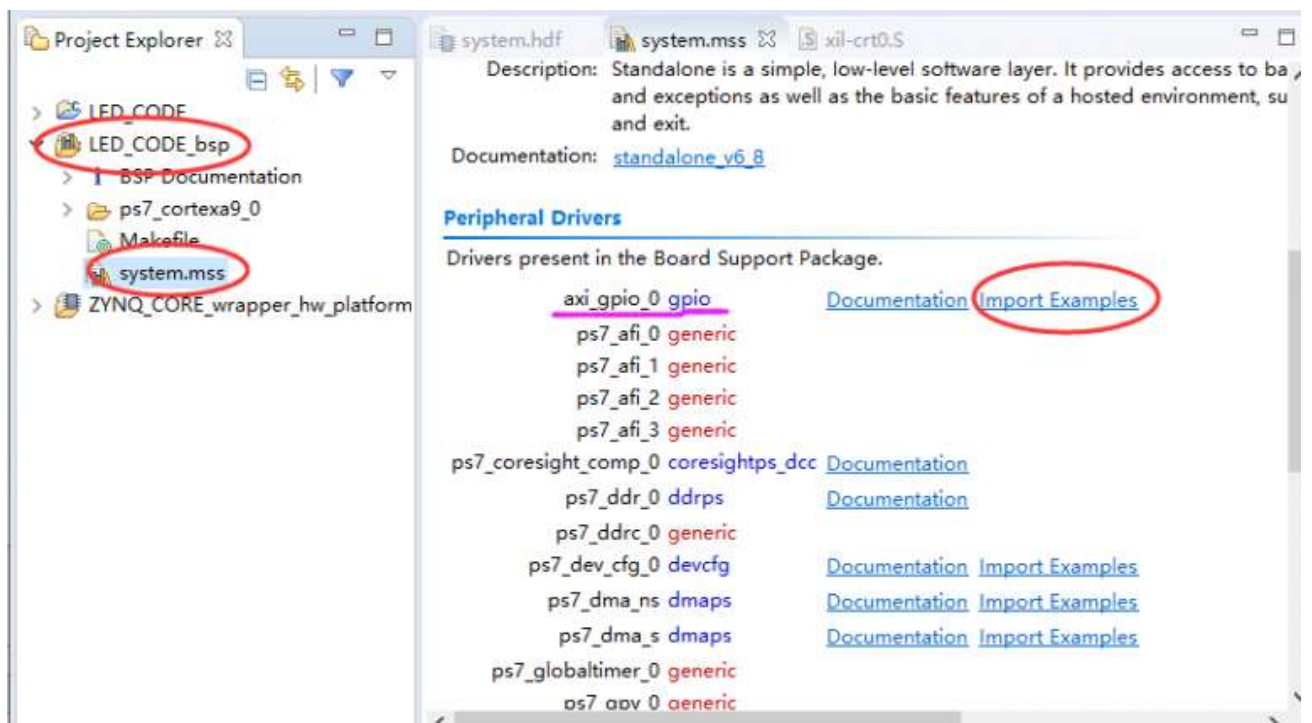 Project Explorer
LED_CODE
LED_CODE_bsp
BSP Documentation
ps7_cortexa9_0
Makefile
system.mss
ZYNQ_CORE_wrapper_hw_platform
system.hdf system.mss xil-crt0.S
Description: Standalone is a simple, low-level software layer. It provides access to ba
and exceptions as well as the basic features of a hosted environment, su
and exit.
Documentation: standalone_v6_8
Peripheral Drivers
Drivers present in the Board Support Package.
axi_gpio_0 gpio Documentation Import Examples
ps7_afi_0 generic
ps7_afi_1 generic
ps7_afi_2 generic
ps7_afi_3 generic
ps7_coresight_comp_0 coresightps_dcc Documentation
ps7_ddr_0 ddrps Documentation
ps7_ddrc_0 generic
ps7_dev_cfg_0 devcfg Documentation Import Examples
ps7_dma_ns dmaps Documentation Import Examples
ps7_dma_s dmaps Documentation Import Examples
ps7_globaltimer_0 generic
ps7_gpv_0 generic